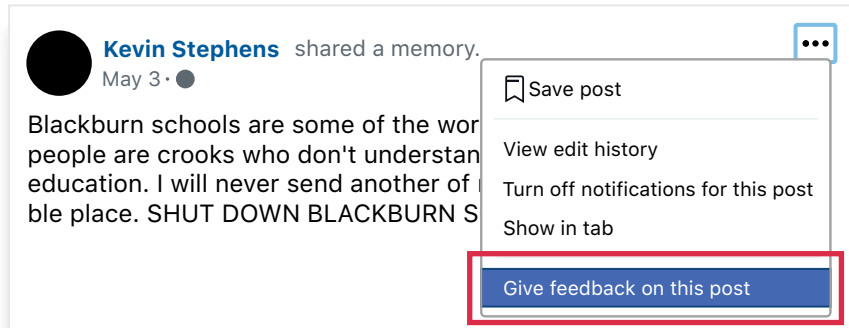 Kevin Stephens shared a memory.
May 3 ·
Blackburn schools are some of the wor
people are crooks who don't understan
education. I will never send another of
ble place. SHUT DOWN BLACKBURN S
Save post
View edit history
Turn off notifications for this post
Show in tab
Give feedback on this post